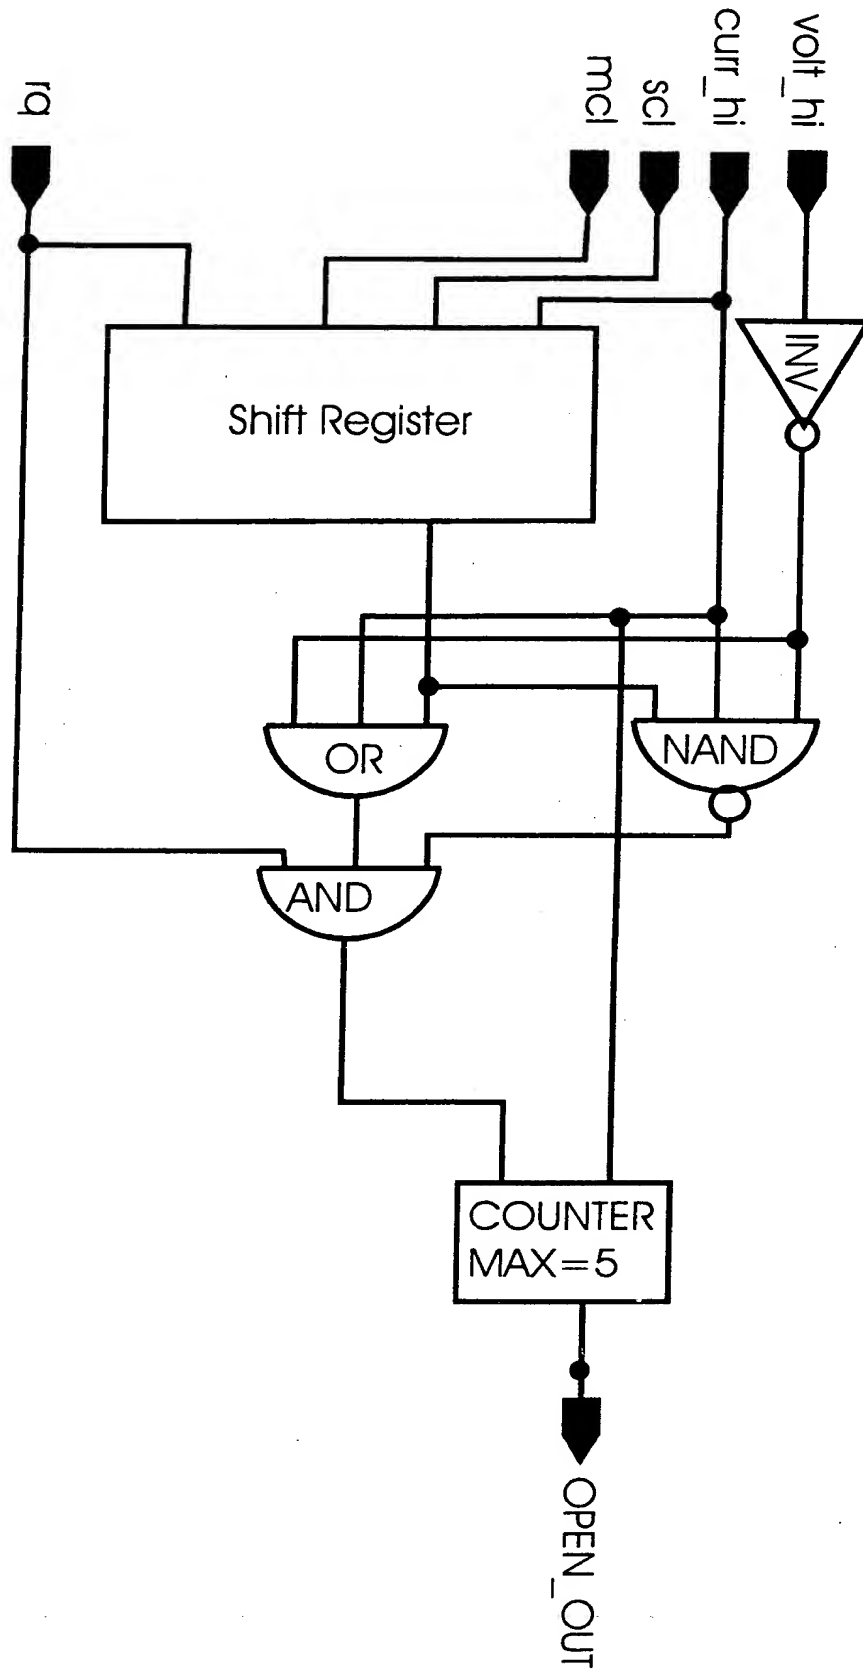 rq
mcl
scl
curr_hi
volt_hi
INV
Shift Register
OR
NAND
AND
COUNTER
MAX=5
OPEN_OUT